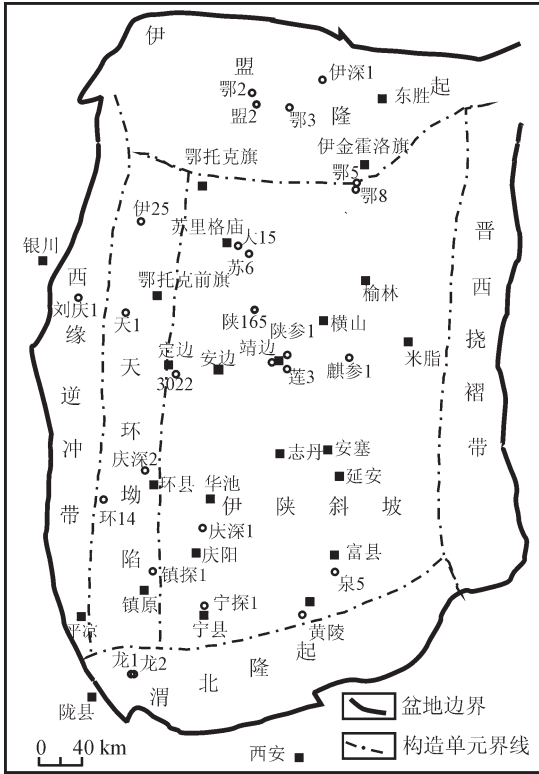 伊盟隆起
伊深1
鄂2
盟2
鄂3
东胜
伊金霍洛旗
鄂托克旗
鄂5
鄂8
伊25
苏里格庙
人15
苏6
银川
西缘逆冲带
刘庆1
鄂托克前旗
天1
榆林
晋西挠褶带
陕165
陕参1
横山
定边
3022
安边
靖边
莲3
麒参1
米脂
天环坳陷
庆深2
环县
华池
志丹
安塞
延安
伊陕斜坡
环14
庆深1
庆阳
富县
泉5
镇探1
镇原
宁探1
宁县
黄陵
平凉
龙1
龙2
渭北隆起
陇县
西安
盆地边界
构造单元界线
0 40 km